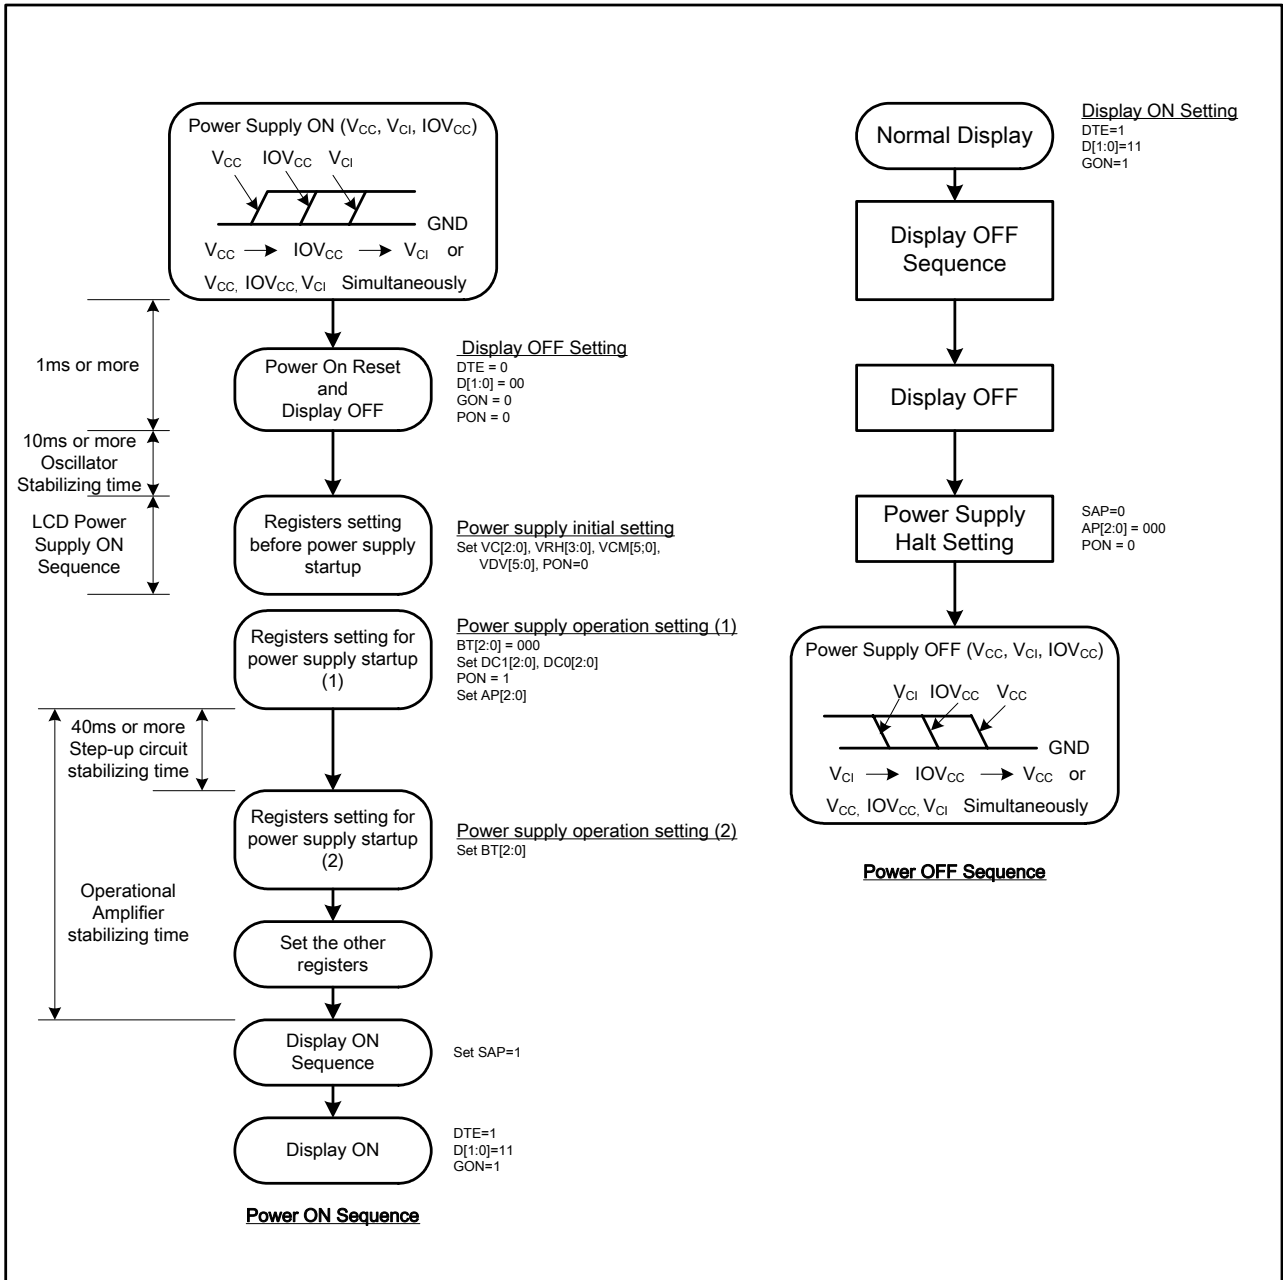 Power Supply ON (VCC, VCI, IOVCC)
VCC IOVCC VCI
GND
VCC IOVCC VCI or
VCC, IOVCC, VCI Simultaneously
1ms or more
Power On Reset
and
Display OFF
Display OFF Setting
DTE = 0
D[1:0] = 00
GON = 0
PON = 0
10ms or more
Oscillator
Stabilizing time
LCD Power
Supply ON
Sequence
Registers setting
before power supply
startup
Power supply initial setting
Set VC[2:0], VRH[3:0], VCM[5;0],
VDV[5:0], PON=0
Registers setting for
power supply startup
(1)
Power supply operation setting (1)
BT[2:0] = 000
Set DC1[2:0], DC0[2:0]
PON = 1
Set AP[2:0]
40ms or more
Step-up circuit
stabilizing time
Registers setting for
power supply startup
(2)
Power supply operation setting (2)
Set BT[2:0]
Operational
Amplifier
stabilizing time
Set the other
registers
Display ON
Sequence
Set SAP=1
Display ON
DTE=1
D[1:0]=11
GON=1
Power ON Sequence
Normal Display
Display ON Setting
DTE=1
D[1:0]=11
GON=1
Display OFF
Sequence
Display OFF
Power Supply
Halt Setting
SAP=0
AP[2:0] = 000
PON = 0
Power Supply OFF (VCC, VCI, IOVCC)
VCI IOVCC VCC
GND
VCI IOVCC VCC or
VCC, IOVCC, VCI Simultaneously
Power OFF Sequence